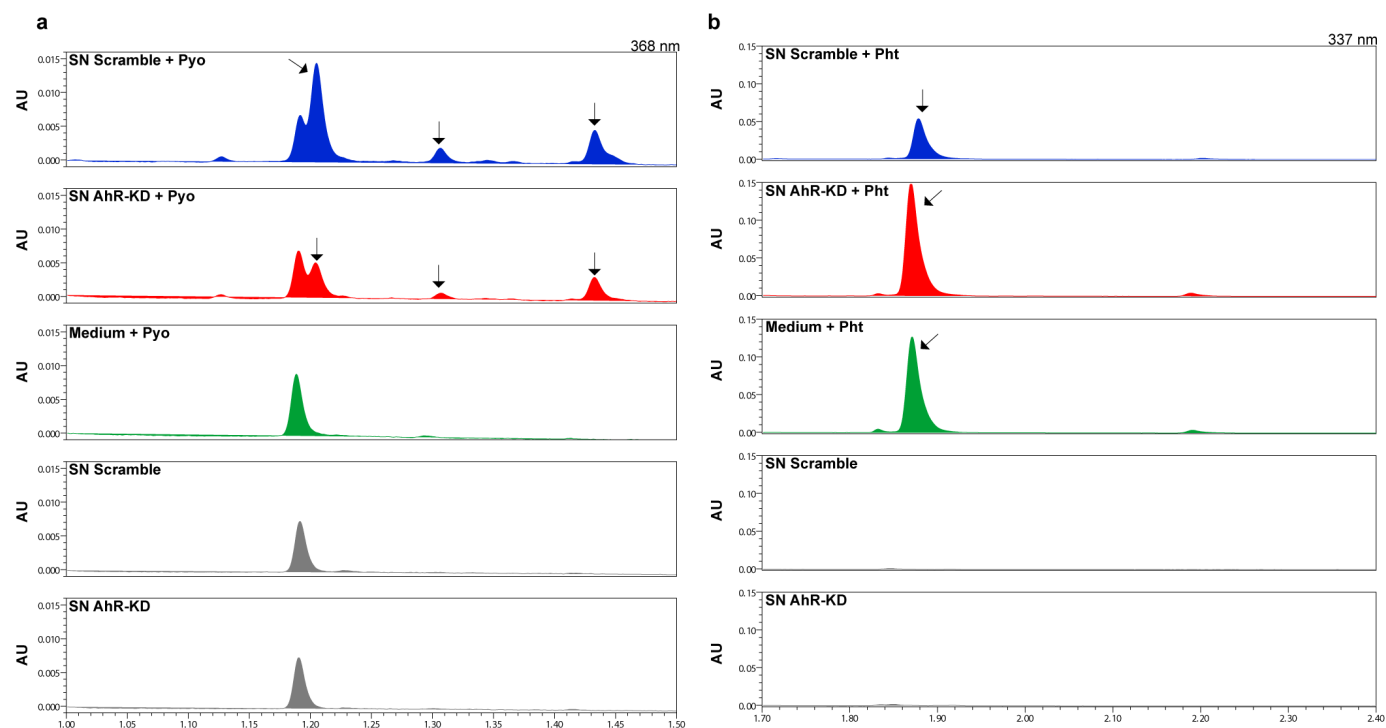 a
368 nm
SN Scramble + Pyo
AU
0.015
0.010
0.005
0.000
SN AhR-KD + Pyo
AU
0.015
0.010
0.005
0.000
Medium + Pyo
AU
0.015
0.010
0.005
0.000
SN Scramble
AU
0.015
0.010
0.005
0.000
SN AhR-KD
AU
0.015
0.010
0.005
0.000
1.00 1.05 1.10 1.15 1.20 1.25 1.30 1.35 1.40 1.45 1.50
b
337 nm
SN Scramble + Pht
AU
0.15
0.10
0.05
0.00
SN AhR-KD + Pht
AU
0.15
0.10
0.05
0.00
Medium + Pht
AU
0.15
0.10
0.05
0.00
SN Scramble
AU
0.15
0.10
0.05
0.00
SN AhR-KD
AU
0.15
0.10
0.05
0.00
1.70 1.80 1.90 2.00 2.10 2.20 2.30 2.40